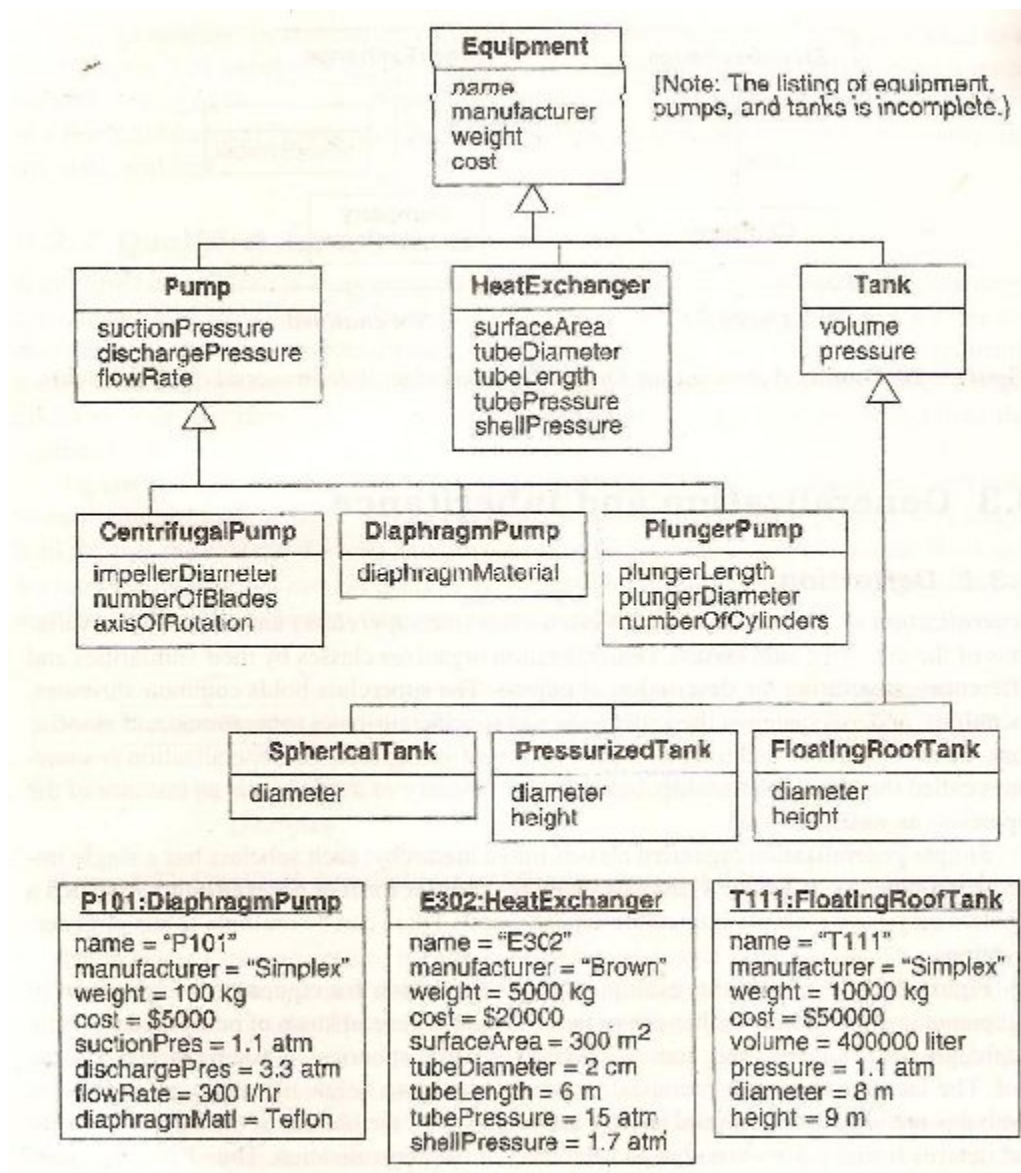 Equipment
name
manufacturer
weight
cost
{Note: The listing of equipment,
pumps, and tanks is incomplete.}
Pump
suctionPressure
dischargePressure
flowRate
HeatExchanger
surfaceArea
tubeDiameter
tubeLength
tubePressure
shellPressure
Tank
volume
pressure
CentrifugalPump
impellerDiameter
numberOfBlades
axisOfRotation
DiaphragmPump
diaphragmMaterial
PlungerPump
plungerLength
plungerDiameter
numberOfCylinders
SphericalTank
diameter
PressurizedTank
diameter
height
FloatingRoofTank
diameter
height
P101:DiaphragmPump
name = "P101"
manufacturer = "Simplex"
weight = 100 kg
cost = $5000
suctionPres = 1.1 atm
dischargePres = 3.3 atm
flowRate = 300 l/hr
diaphragmMatl = Teflon
E302:HeatExchanger
name = "E302"
manufacturer = "Brown"
weight = 5000 kg
cost = $20000
surfaceArea = 300 m²
tubeDiameter = 2 cm
tubeLength = 6 m
tubePressure = 15 atm
shellPressure = 1.7 atm
T111:FloatingRoofTank
name = "T111"
manufacturer = "Simplex"
weight = 10000 kg
cost = $50000
volume = 400000 liter
pressure = 1.1 atm
diameter = 8 m
height = 9 m